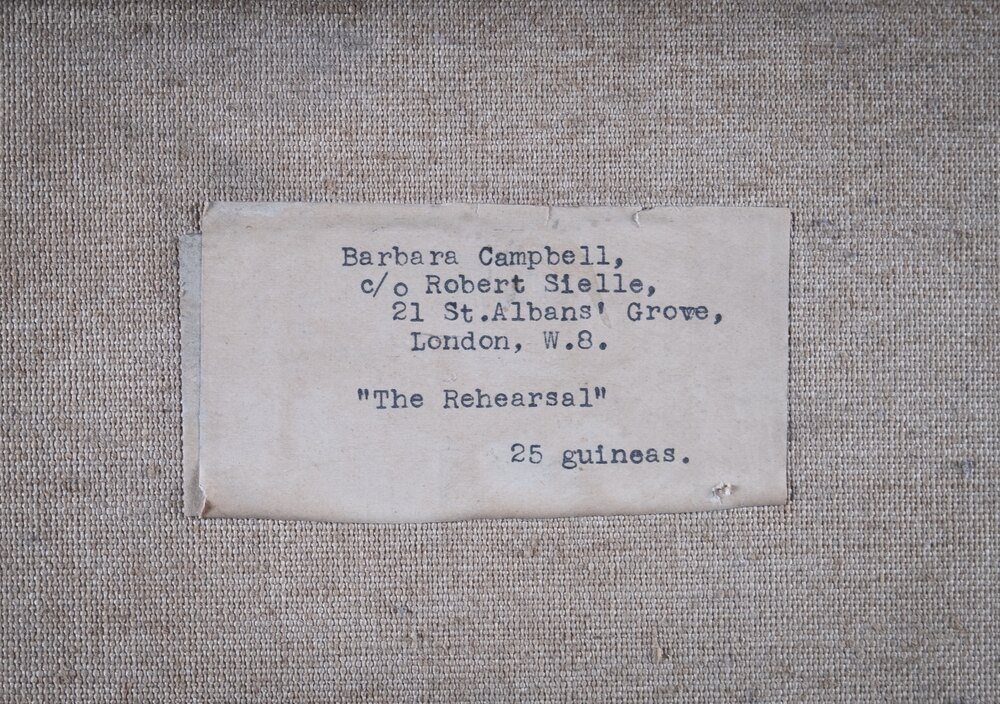 Barbara Campbell,
c/o Robert Sielle,
21 St.Albans' Grove,
London, W.8.
"The Rehearsal"
25 guineas.